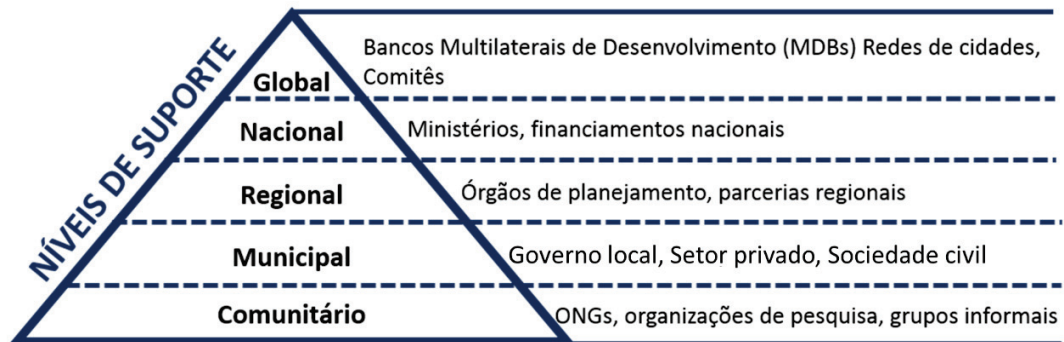 NÍVEIS DE SUPORTE
Global
Bancos Multilaterais de Desenvolvimento (MDBs) Redes de cidades,
Comitês
Nacional
Ministérios, financiamentos nacionais
Regional
Órgãos de planejamento, parcerias regionais
Municipal
Governo local, Setor privado, Sociedade civil
Comunitário
ONGs, organizações de pesquisa, grupos informais